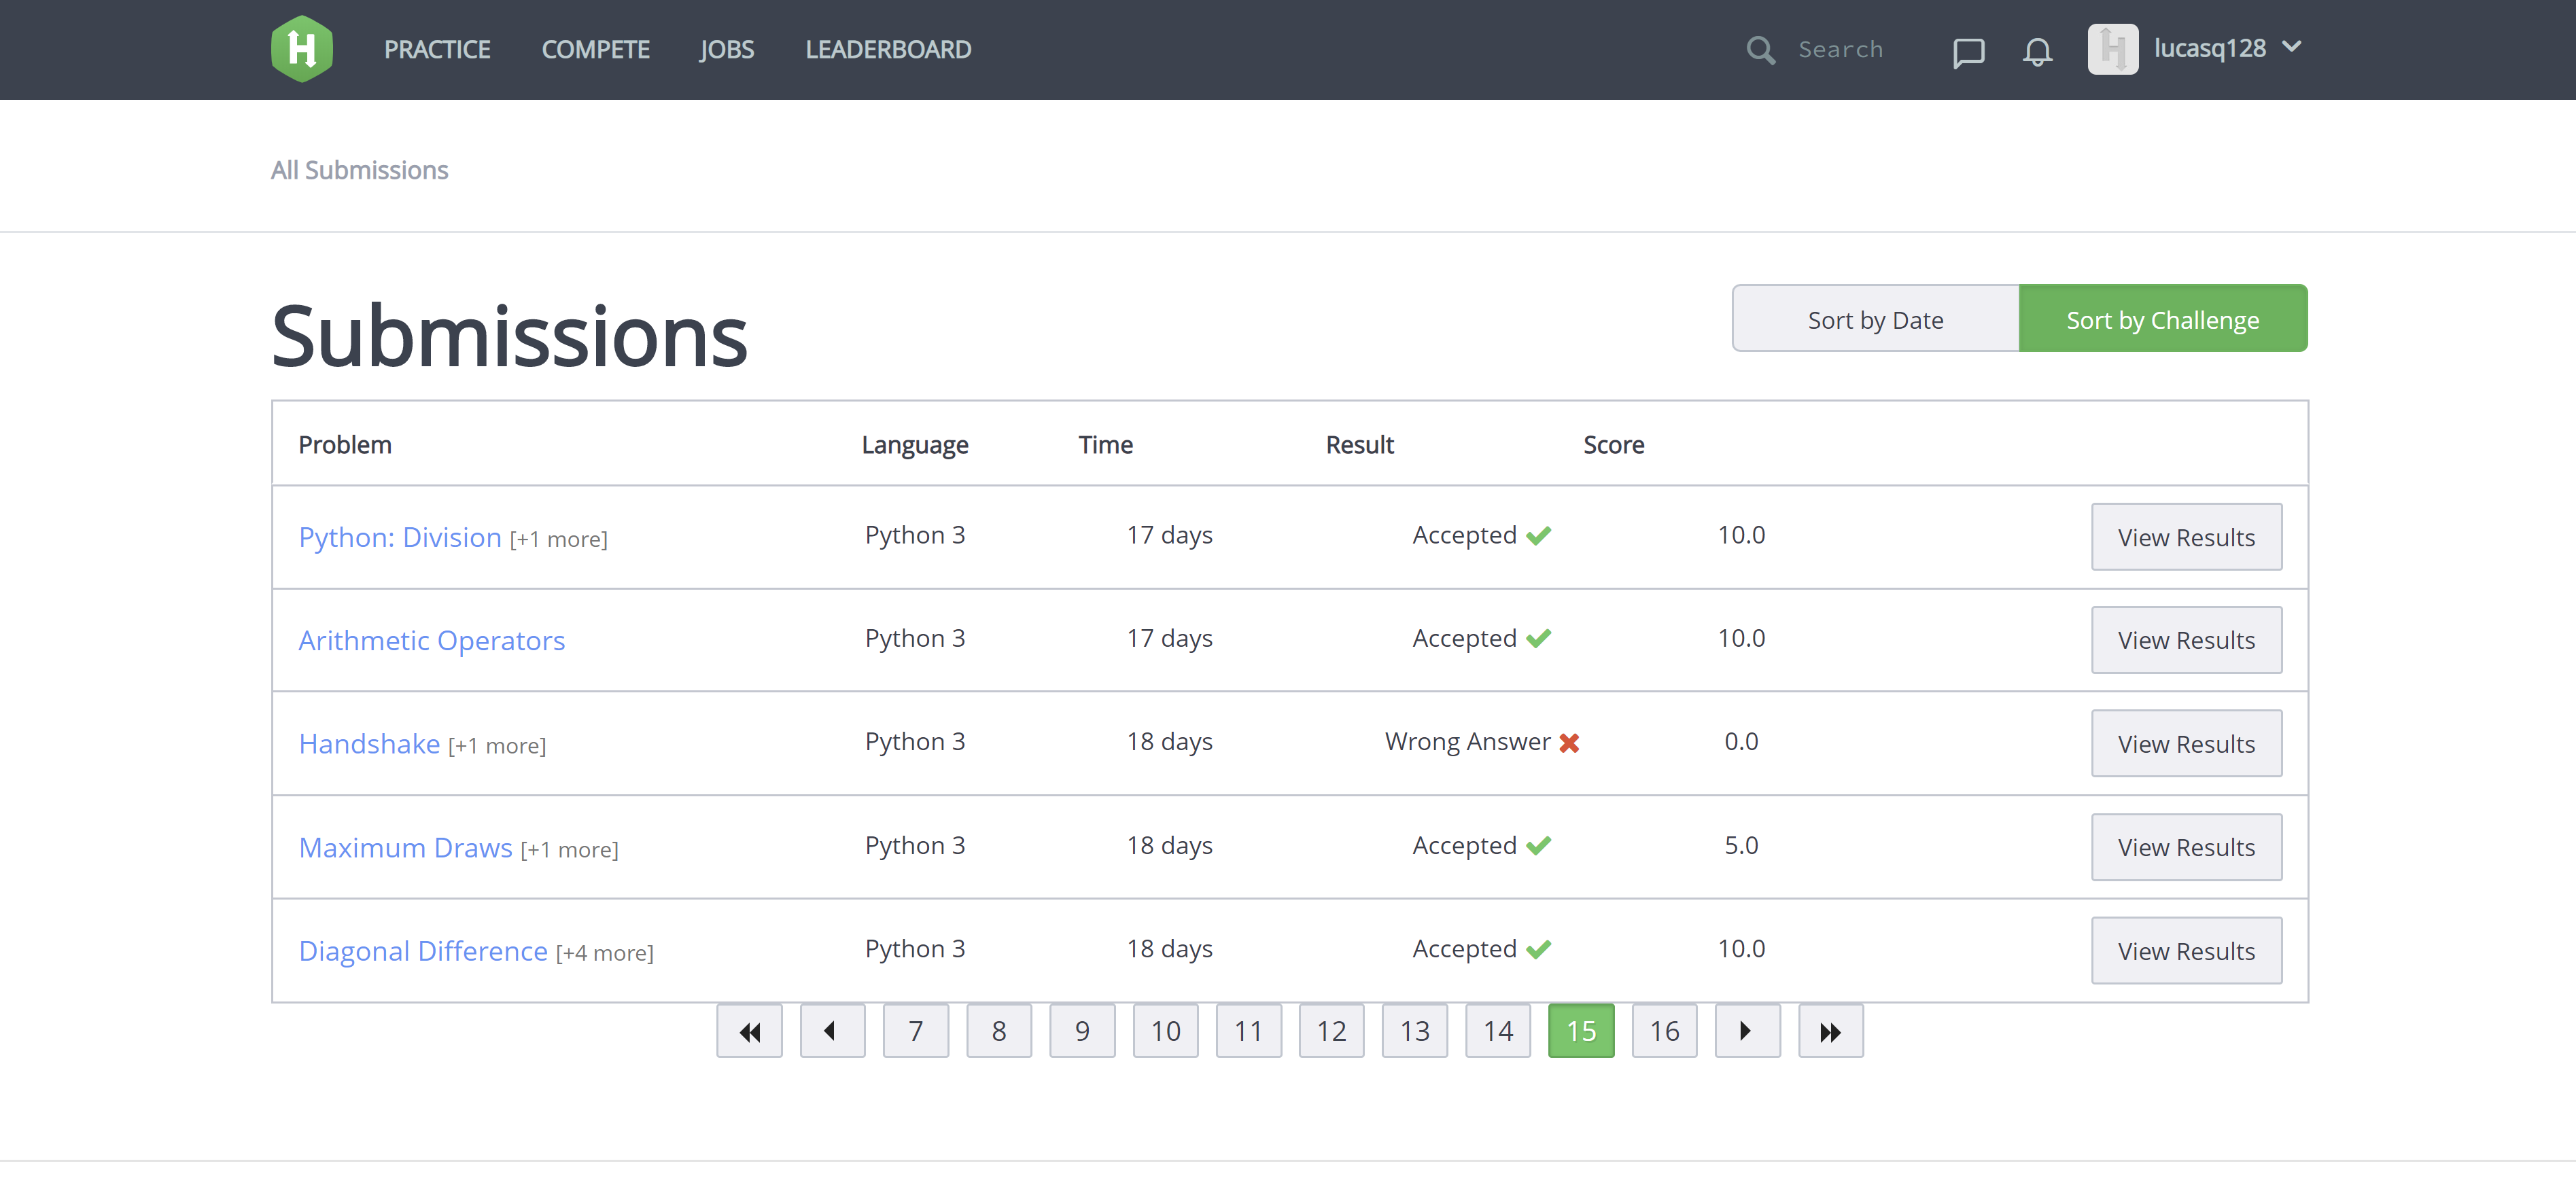 H PRACTICE COMPETE JOBS LEADERBOARD Search H lucasq128
All Submissions
Submissions Sort by Date Sort by Challenge
Problem Language Time Result Score
Python: Division [+1 more] Python 3 17 days Accepted 10.0 View Results
Arithmetic Operators Python 3 17 days Accepted 10.0 View Results
Handshake [+1 more] Python 3 18 days Wrong Answer 0.0 View Results
Maximum Draws [+1 more] Python 3 18 days Accepted 5.0 View Results
Diagonal Difference [+4 more] Python 3 18 days Accepted 10.0 View Results
7 8 9 10 11 12 13 14 15 16